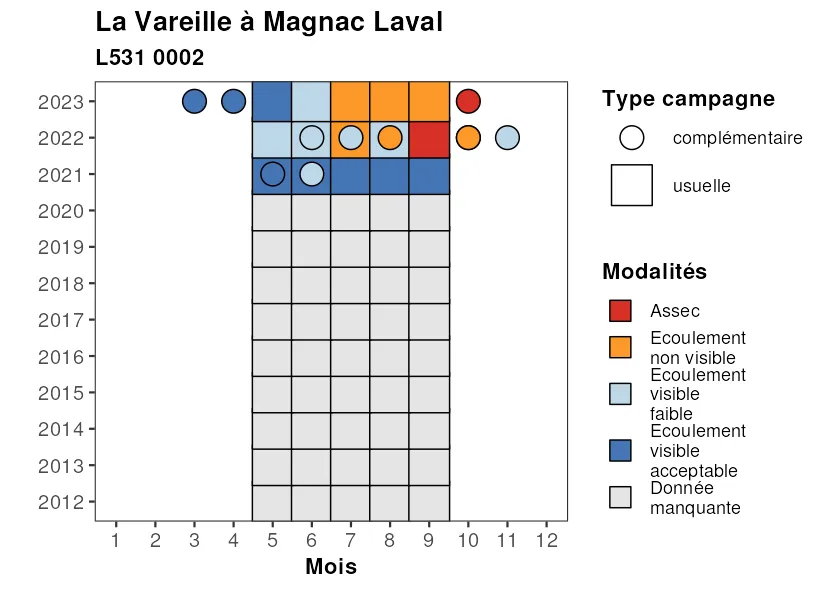 La Vareille à Magnac Laval
L531 0002
2023
2022
2021
2020
2019
2018
2017
2016
2015
2014
2013
2012
1 2 3 4 5 6 7 8 9 10 11 12
Mois
Type campagne
complémentaire
usuelle
Modalités
Assec
Ecoulement
non visible
Ecoulement
visible
faible
Ecoulement
visible
acceptable
Donnée
manquante